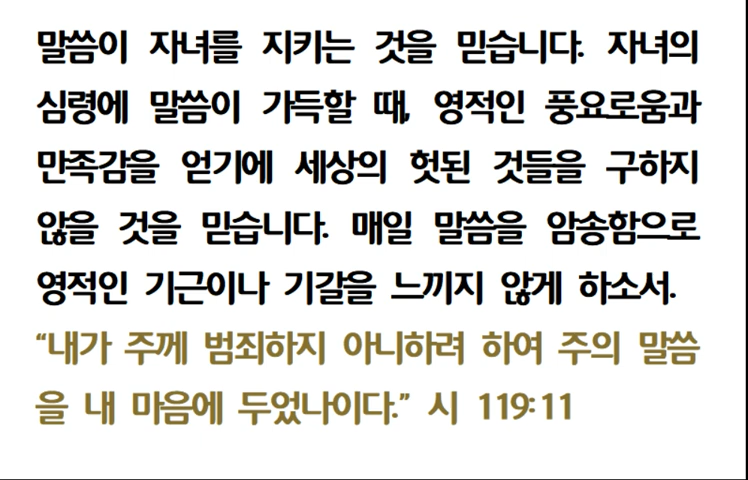 말씀이 자녀를 지키는 것을 믿습니다. 자녀의
심령에 말씀이 가득할 때, 영적인 풍요로움과
만족감을 얻기에 세상의 헛된 것들을 구하지
않을 것을 믿습니다. 매일 말씀을 암송함으로
영적인 기근이나 기갈을 느끼지 않게 하소서.
“내가 주께 범죄하지 아니하려 하여 주의 말씀
을 내 마음에 두었나이다.” 시 119:11